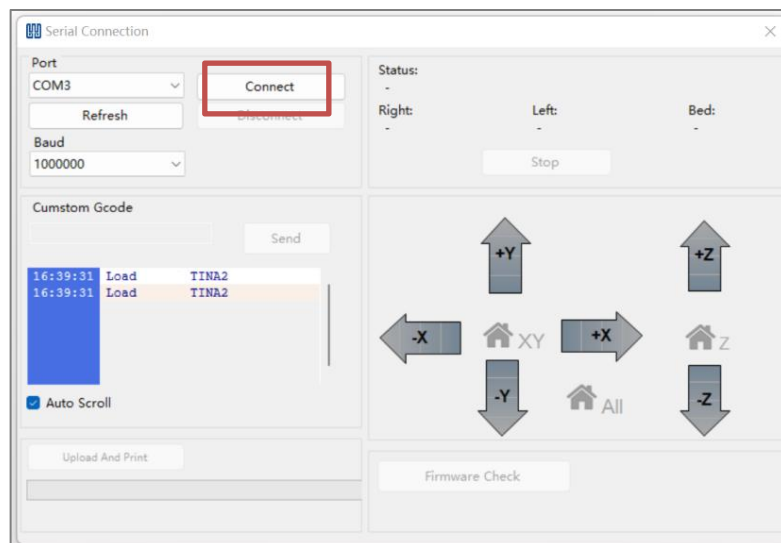 Serial Connection
Port
COM3
Connect
Refresh
Disconnect
Baud
1000000
Status:
-
Right:
Left:
Bed:
-
-
-
Stop
Cumstom Gcode
Send
16:39:31 Load TINA2
16:39:31 Load TINA2
Auto Scroll
Upload And Print
+Y
+Z
-X
XY
+X
Z
-Y
All
-Z
Firmware Check